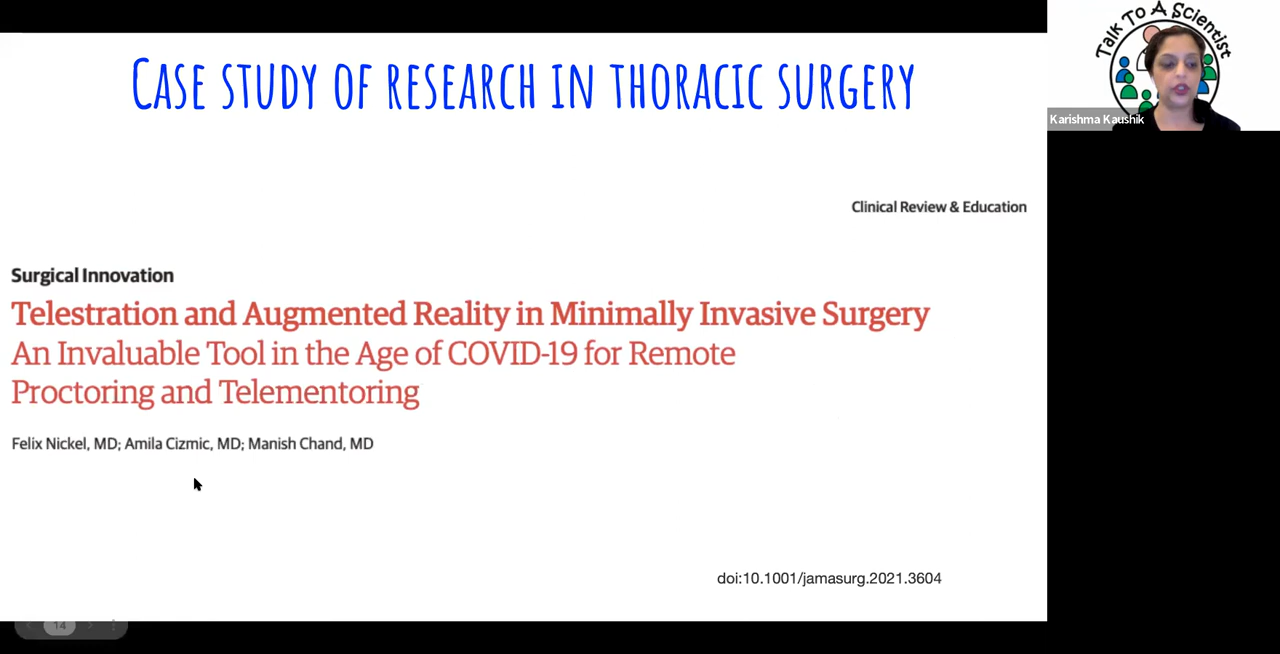 Case study of research in thoracic surgery
Talk To A Scientist
Karishma Kaushik
Clinical Review & Education
Surgical Innovation
Telestration and Augmented Reality in Minimally Invasive Surgery
An Invaluable Tool in the Age of COVID-19 for Remote
Proctoring and Telementoring
Felix Nickel, MD; Amila Cizmic, MD; Manish Chand, MD
doi:10.1001/jamasurg.2021.3604
14